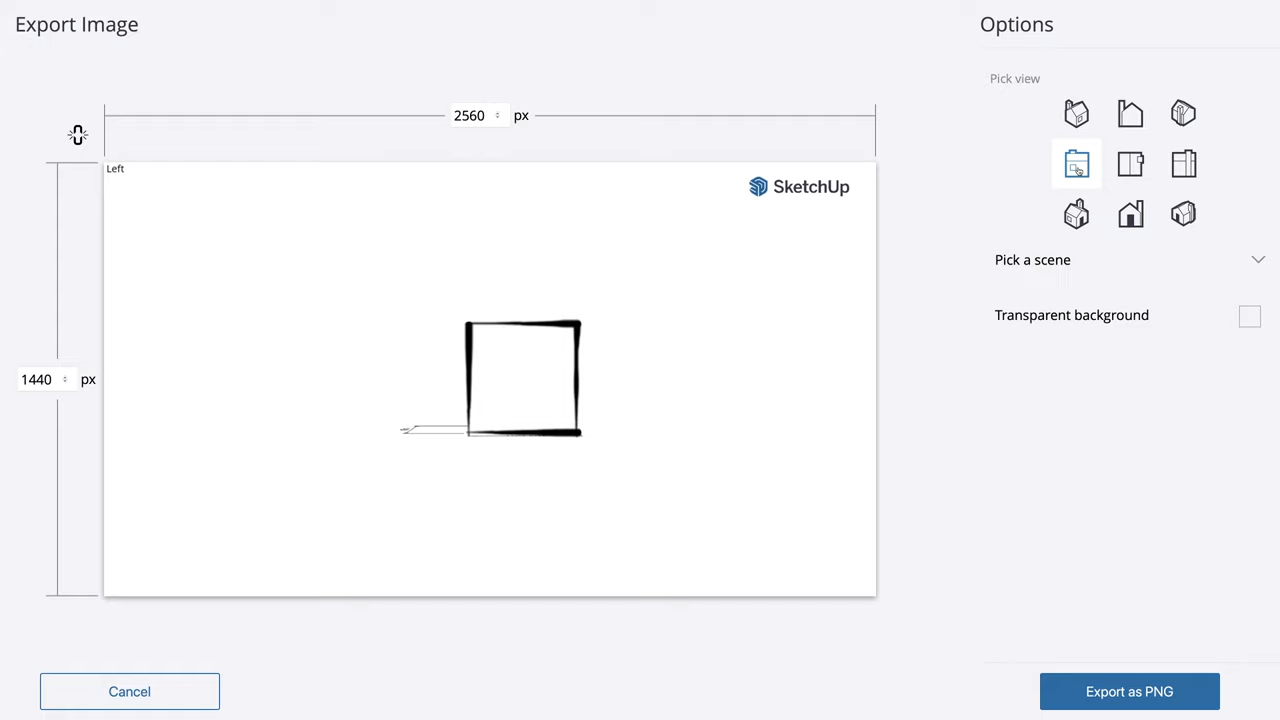 Export Image
Options
Pick view
2560 px
Left
SketchUp
Pick a scene
Transparent background
1440 px
Cancel
Export as PNG